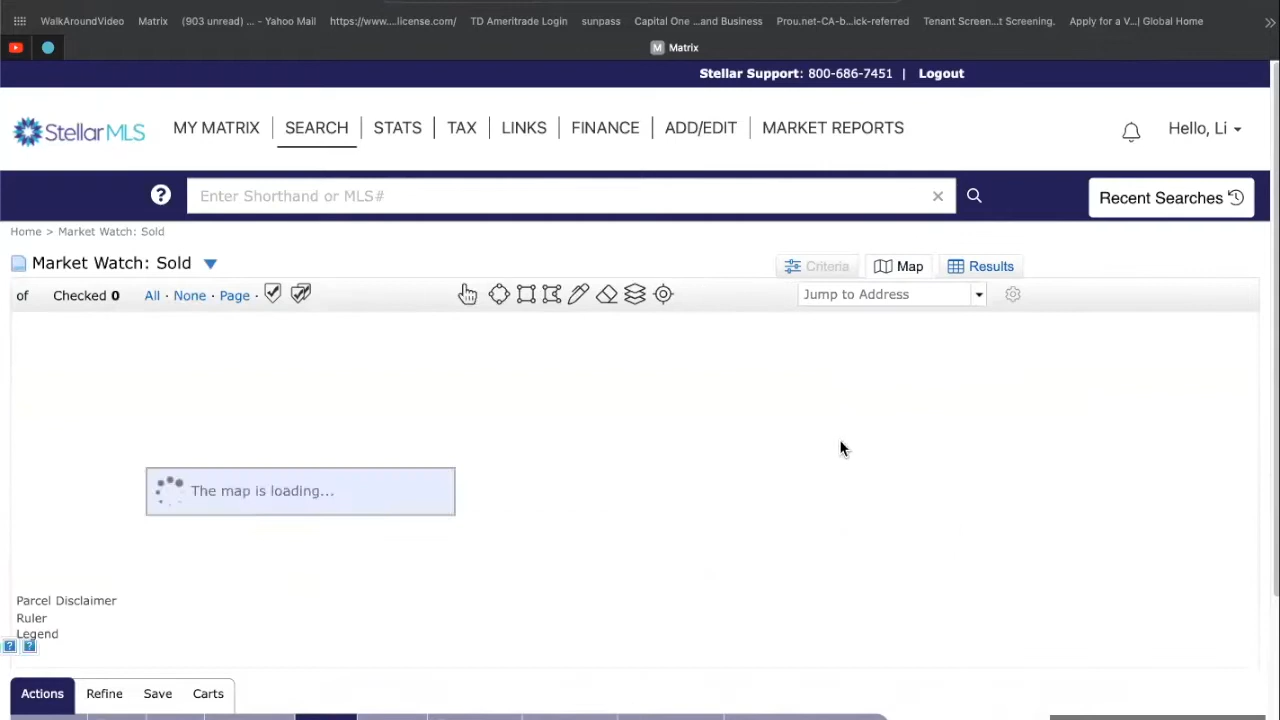 WalkAroundVideo Matrix (903 unread) ... – Yahoo Mail https://www....license.com/ TD Ameritrade Login sunpass Capital One ...and Business Prou.net-CA-b...ick-referred Tenant Screen...t Screening. Apply for a V...| Global Home
M Matrix
Stellar Support: 800-686-7451 | Logout
StellarMLS MY MATRIX SEARCH STATS TAX LINKS FINANCE ADD/EDIT MARKET REPORTS Hello, Li
? Enter Shorthand or MLS# Recent Searches
Home > Market Watch: Sold
Market Watch: Sold Criteria Map Results
of Checked 0 All · None · Page · Jump to Address
The map is loading...
Parcel Disclaimer
Ruler
Legend
? ?
Actions Refine Save Carts